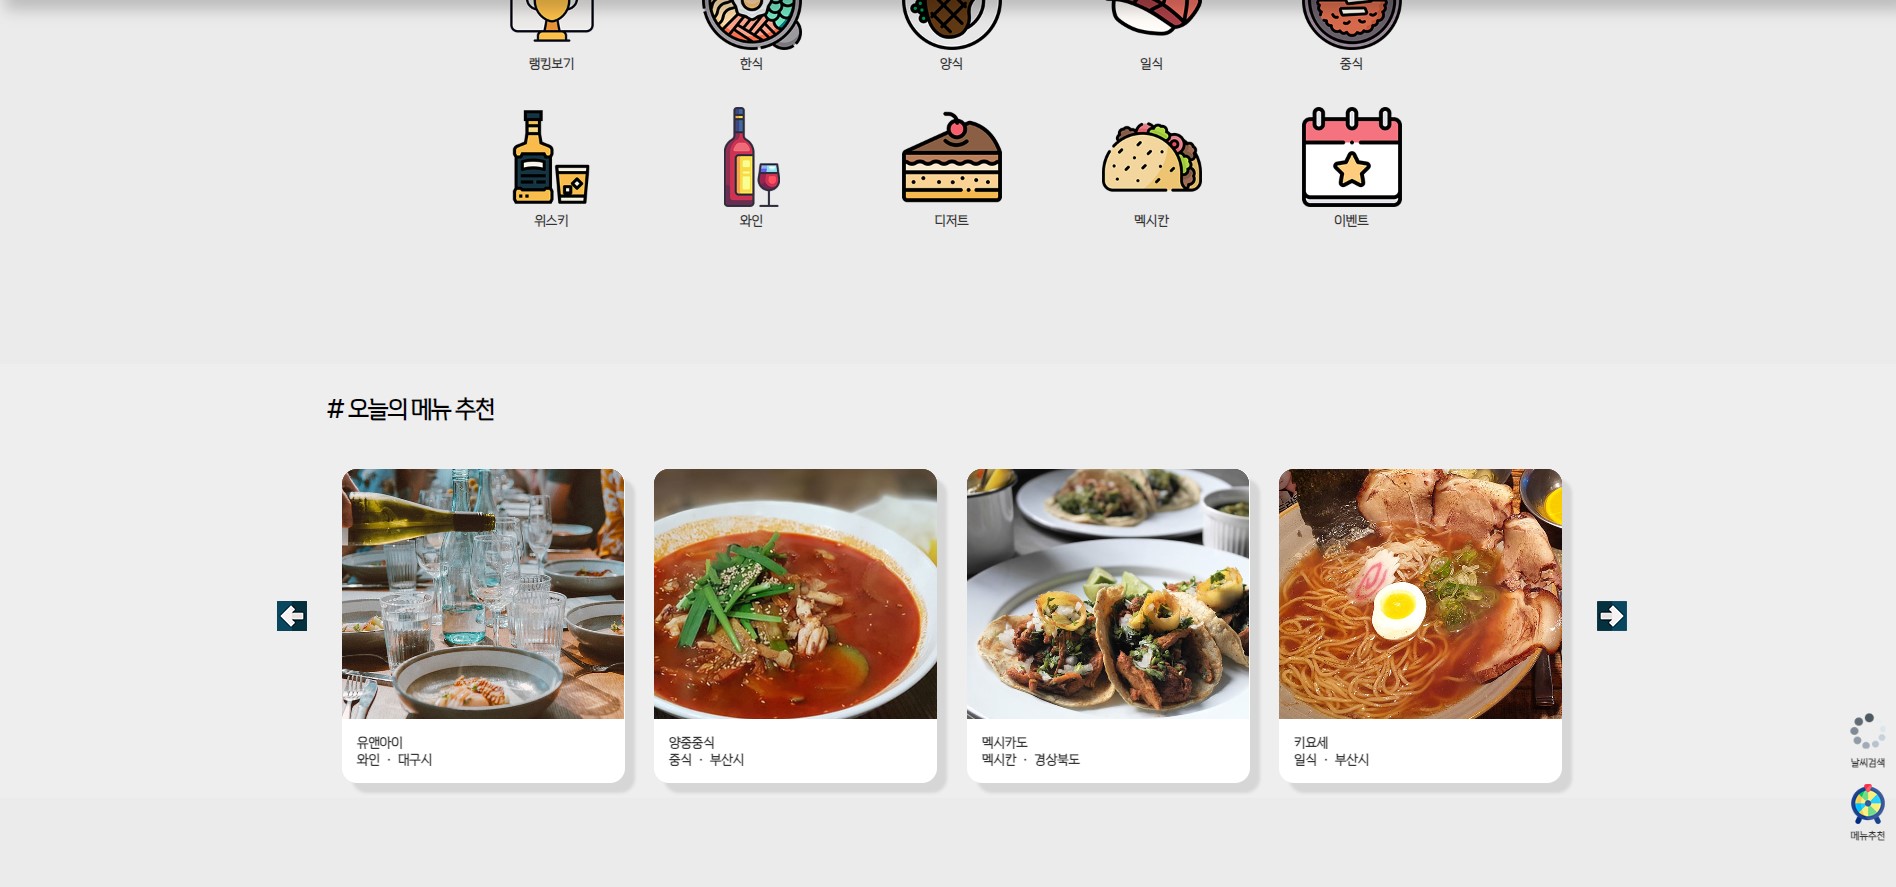 랭킹보기
한식
양식
일식
중식
위스키
와인
디저트
멕시칸
이벤트
# 오늘의 메뉴 추천
유앤아이
와인 · 대구시
양중중식
중식 · 부산시
멕시카도
멕시칸 · 경상북도
키요세
일식 · 부산시
날씨검색
메뉴추천